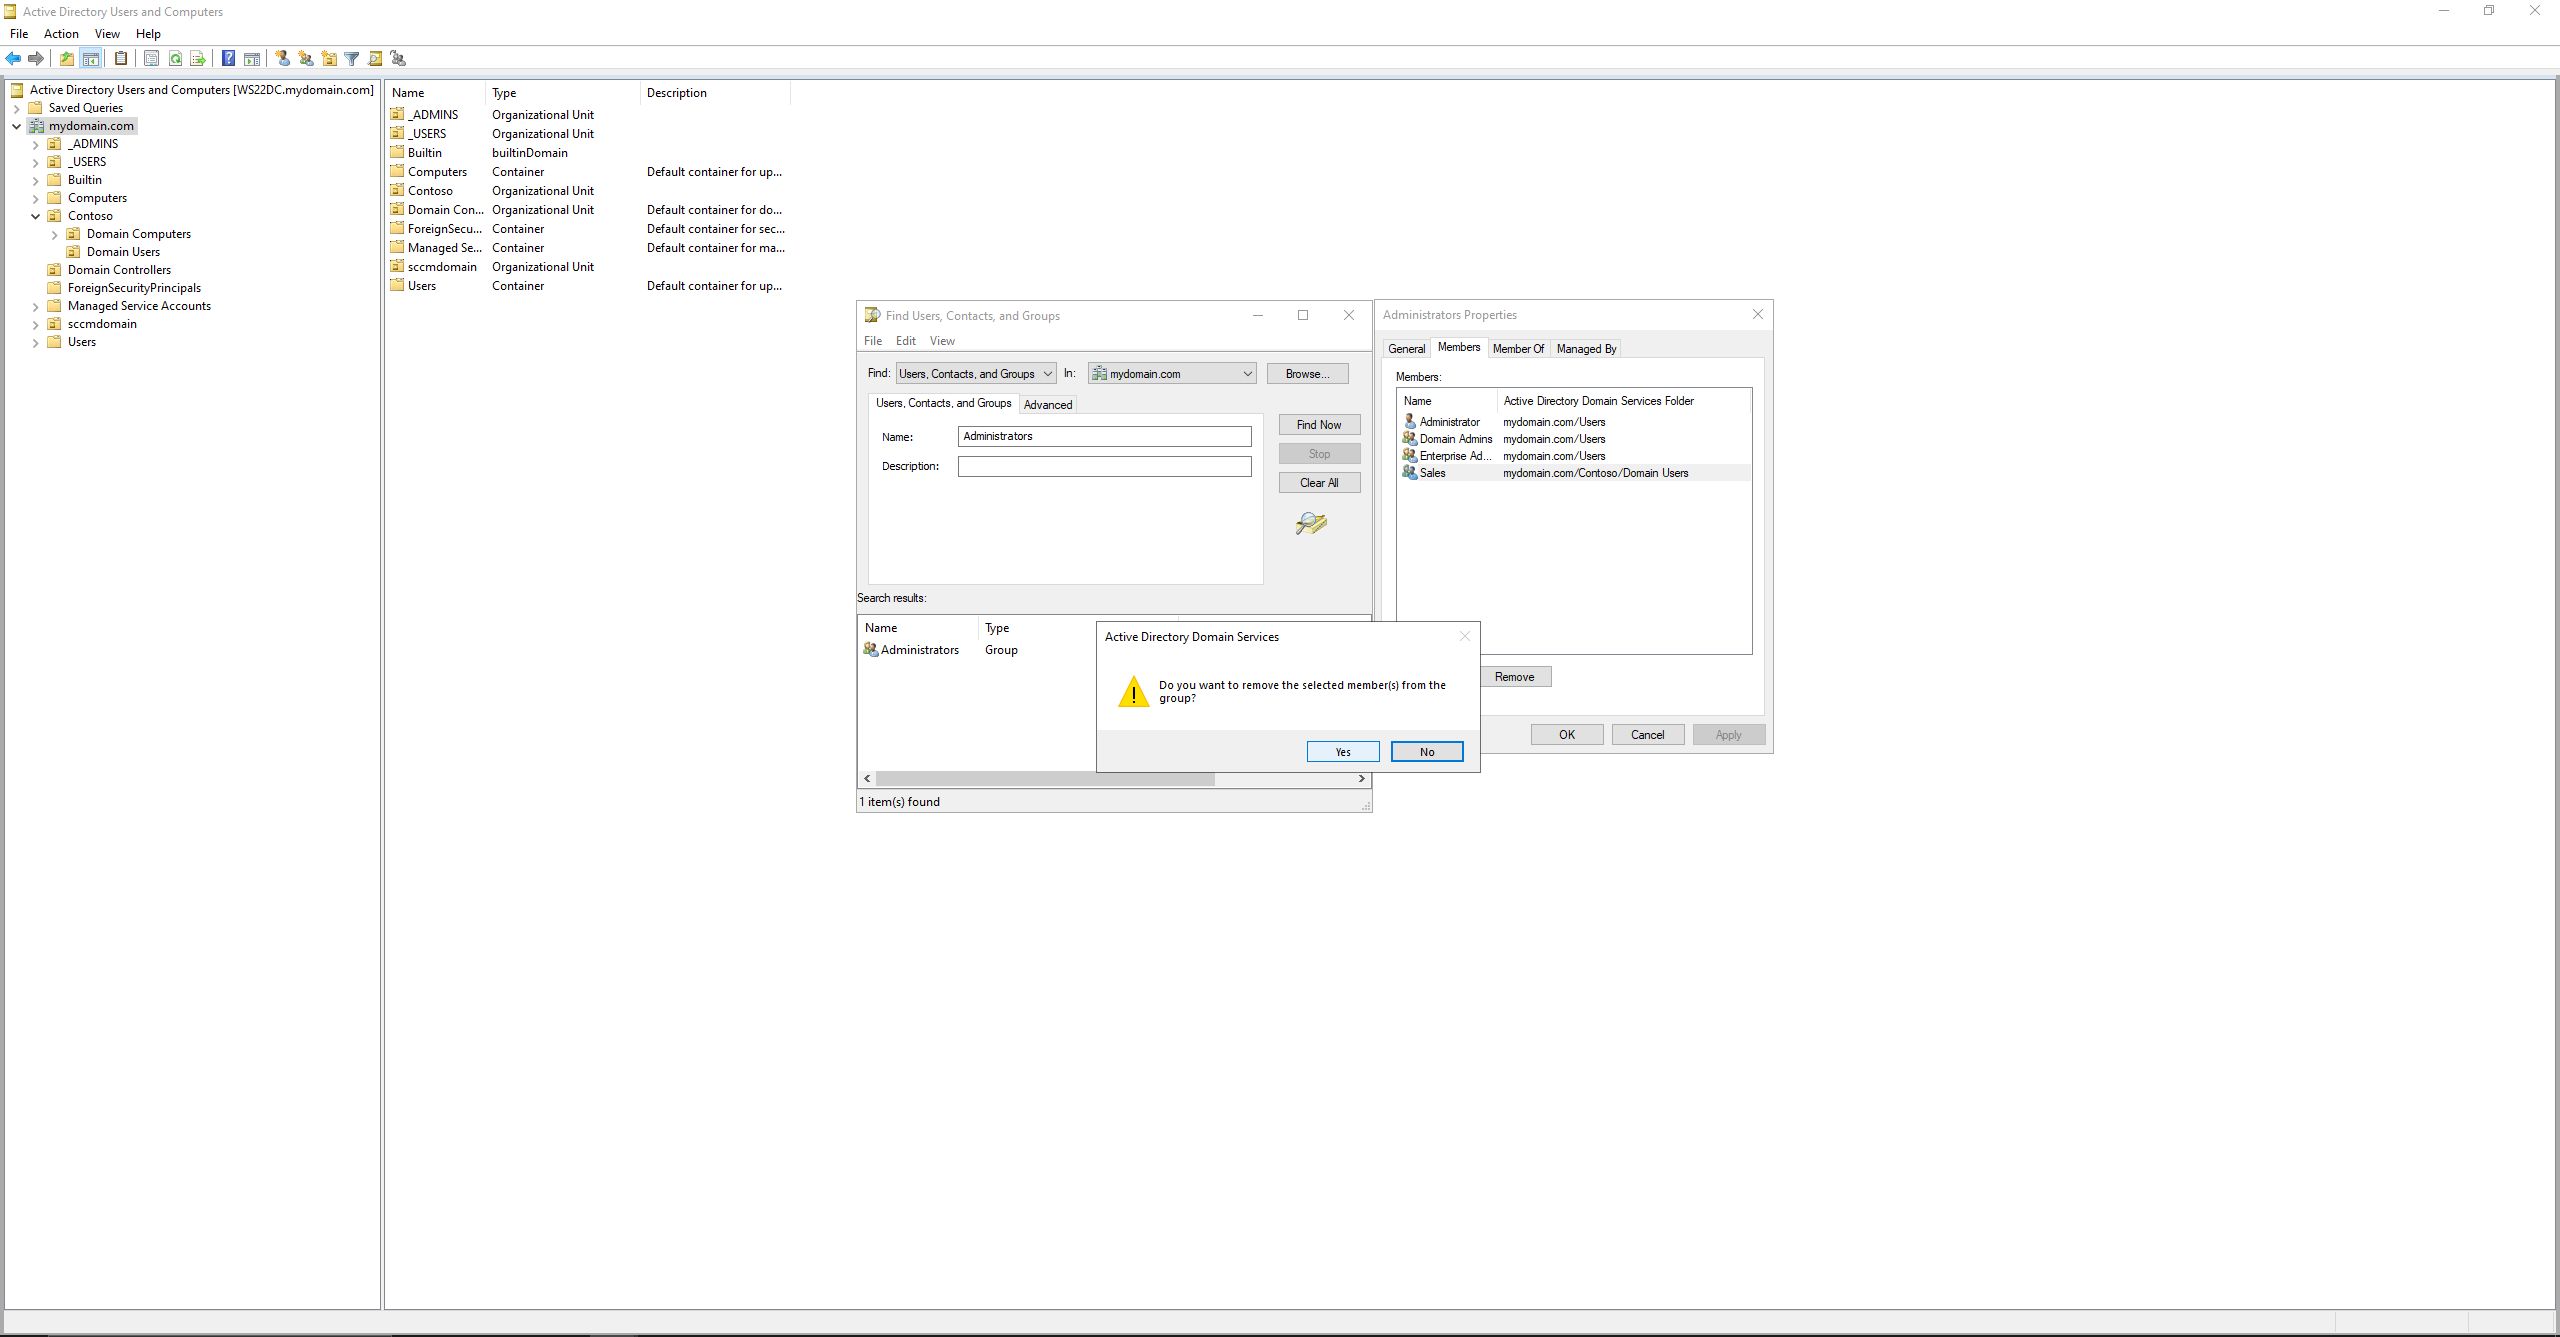 Active Directory Users and Computers
File Action View Help
Active Directory Users and Computers [WS22DC.mydomain.com]
Saved Queries
mydomain.com
_ADMINS
_USERS
Builtin
Computers
Contoso
Domain Computers
Domain Users
Domain Controllers
ForeignSecurityPrincipals
Managed Service Accounts
sccmdomain
Users
Name Type Description
_ADMINS Organizational Unit
_USERS Organizational Unit
Builtin builtinDomain
Computers Container Default container for up...
Contoso Organizational Unit
Domain Con... Organizational Unit Default container for do...
ForeignSecu... Container Default container for sec...
Managed Se... Container Default container for ma...
sccmdomain Organizational Unit
Users Container Default container for up...
Find Users, Contacts, and Groups
File Edit View
Find: Users, Contacts, and Groups In: mydomain.com Browse...
Users, Contacts, and Groups Advanced
Name: Administrators
Description:
Find Now
Stop
Clear All
Search results:
Name Type
Administrators Group
1 item(s) found
Administrators Properties
General Members Member Of Managed By
Members:
Name Active Directory Domain Services Folder
Administrator mydomain.com/Users
Domain Admins mydomain.com/Users
Enterprise Ad... mydomain.com/Users
Sales mydomain.com/Contoso/Domain Users
Remove
OK Cancel Apply
Active Directory Domain Services
Do you want to remove the selected member(s) from the
group?
Yes No